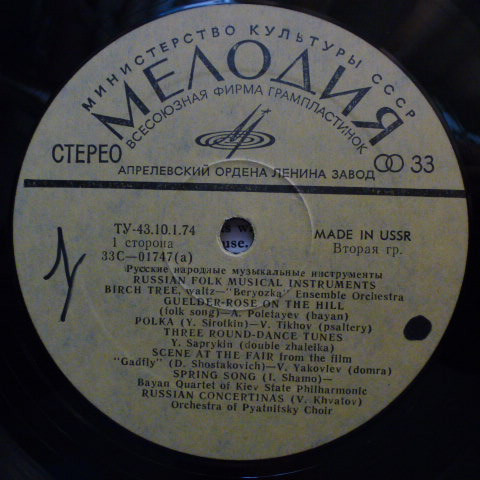 МИНИСТЕРСТВО КУЛЬТУРЫ СССР
МЕЛОДИЯ
ВСЕСОЮЗНАЯ ФИРМА ГРАМПЛАСТИНОК
СТЕРЕО
33
АПРЕЛЕВСКИЙ ОРДЕНА ЛЕНИНА ЗАВОД
ТУ-43.10.1.74
MADE IN USSR
1 сторона
Вторая гр.
33С—01747(а)
use.
Русские народные музыкальные инструменты
RUSSIAN FOLK MUSICAL INSTRUMENTS
BIRCH TREE, waltz—"Beryozka" Ensemble Orchestra
GUELDER-ROSE ON THE HILL
(folk song)—A. Poletayev (bayan)
POLKA (Y. Sirotkin)—V. Tikhov (psaltery)
THREE ROUND-DANCE TUNES
Y. Saprykin (double zhaleika)
SCENE AT THE FAIR from the film
"Gadfly" (D. Shostakovich)—V. Yakovlev (domra)
SPRING SONG (I. Shamo)—
Bayan Quartet of Kiev State Philharmonic
RUSSIAN CONCERTINAS (V. Khvatov)
Orchestra of Pyatnitsky Choir